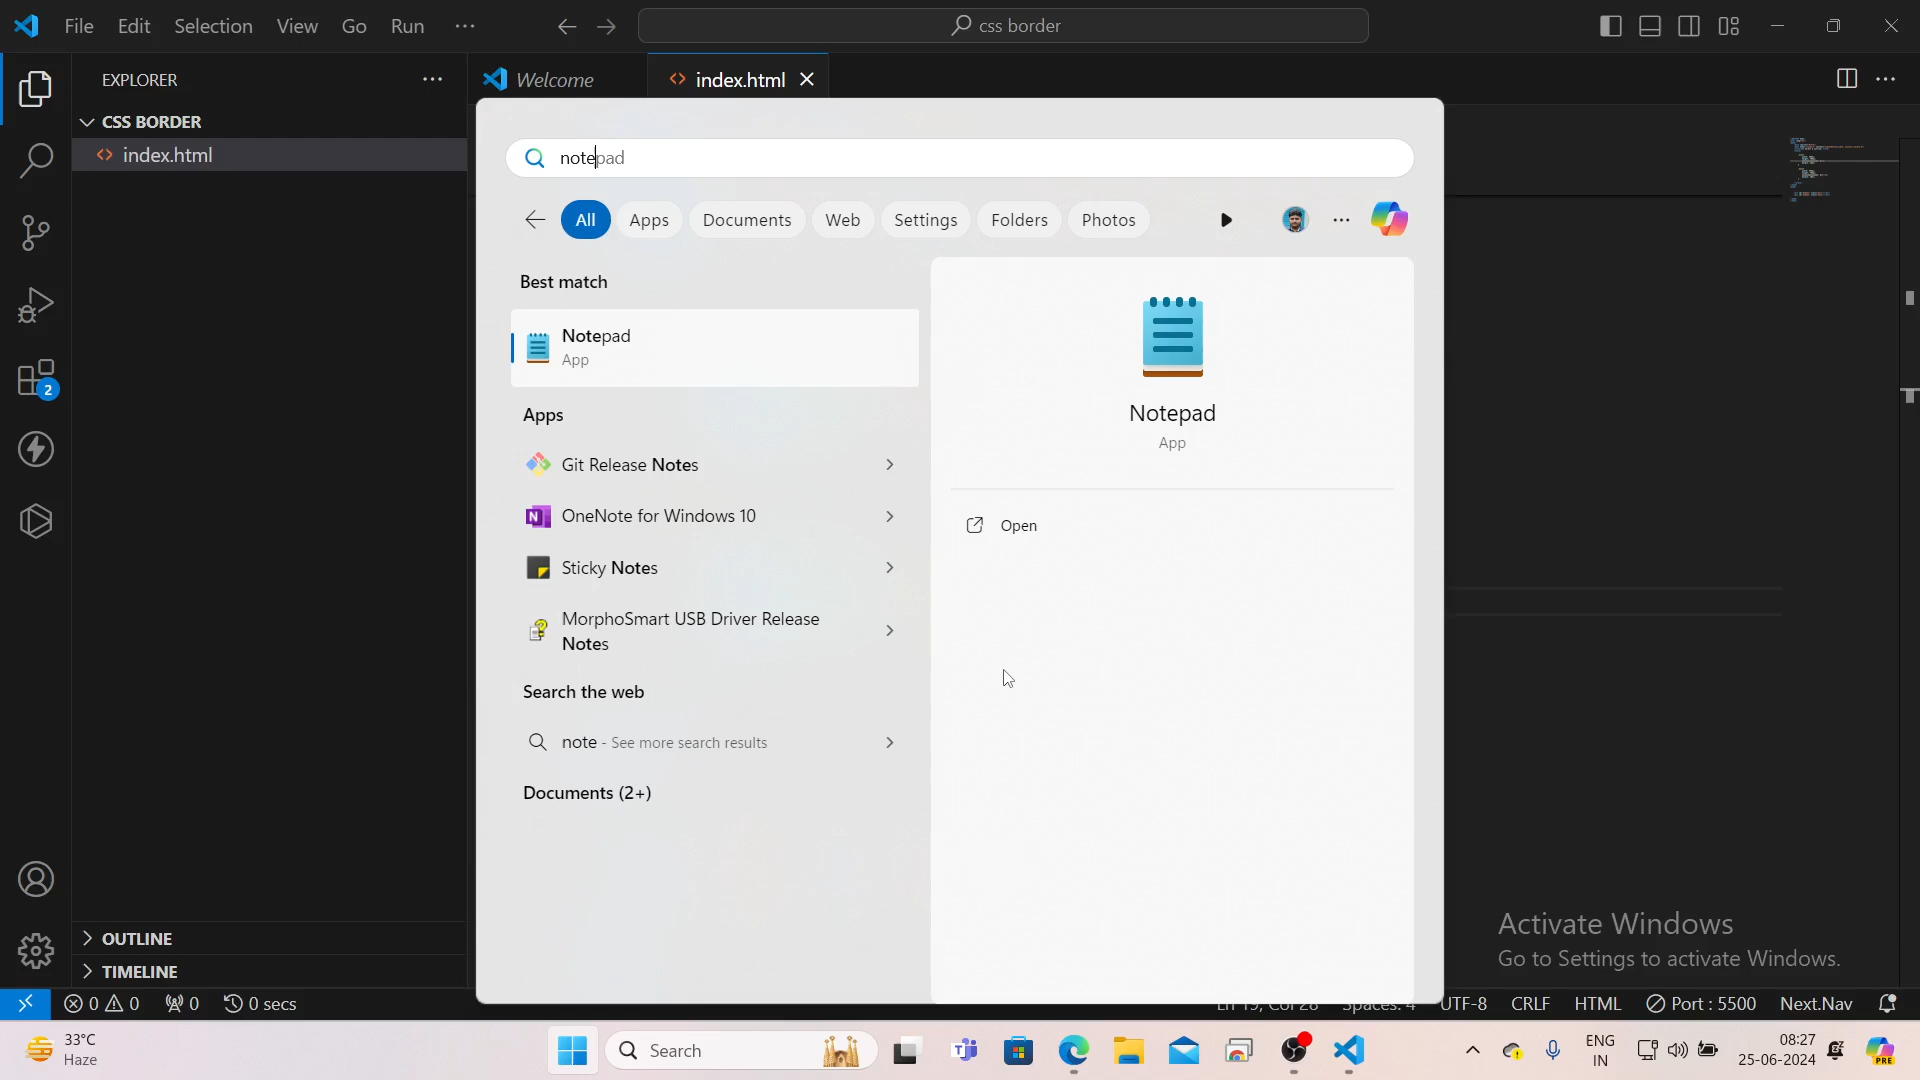 File Edit Selection View Go Run ···
css border
EXPLORER ···
Welcome
index.html
CSS BORDER
index.html
notepad
All Apps Documents Web Settings Folders Photos ···
Best match
Notepad
App
Apps
Git Release Notes
OneNote for Windows 10
Sticky Notes
MorphoSmart USB Driver Release
Notes
Search the web
note - See more search results
Documents (2+)
Notepad
App
Open
2
OUTLINE
TIMELINE
Activate Windows
Go to Settings to activate Windows.
0 0 0 0 secs
UTF-8 CRLF HTML Port : 5500 Next.Nav
33°C
Haze
Search
ENG
IN
08:27
25-06-2024
PRE